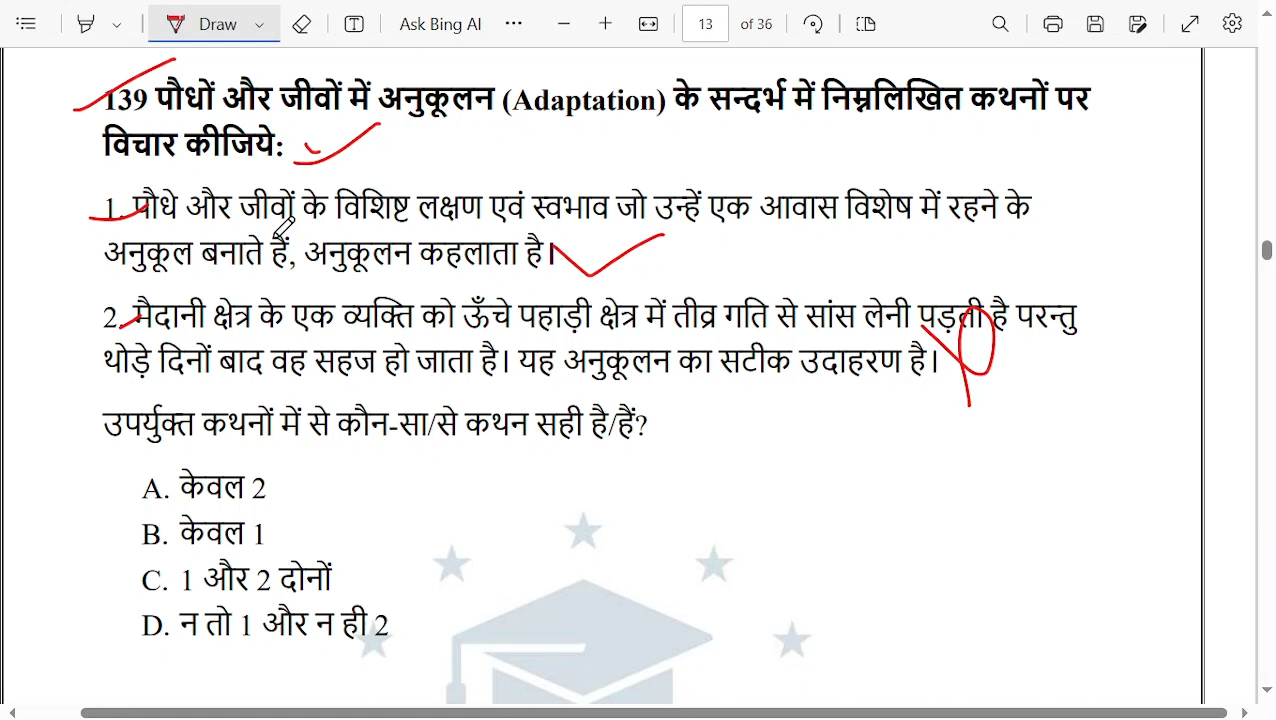 Draw
Ask Bing AI
13
of 36
139 पौधों और जीवों में अनुकूलन (Adaptation) के सन्दर्भ में निम्नलिखित कथनों पर
विचार कीजिये:
1. पौधे और जीवों के विशिष्ट लक्षण एवं स्वभाव जो उन्हें एक आवास विशेष में रहने के
अनुकूल बनाते हैं, अनुकूलन कहलाता है।
2. मैदानी क्षेत्र के एक व्यक्ति को ऊँचे पहाड़ी क्षेत्र में तीव्र गति से सांस लेनी पड़ती है परन्तु
थोड़े दिनों बाद वह सहज हो जाता है। यह अनुकूलन का सटीक उदाहरण है।
उपर्युक्त कथनों में से कौन-सा/से कथन सही है/हैं?
A. केवल 2
B. केवल 1
C. 1 और 2 दोनों
D. न तो 1 और न ही 2